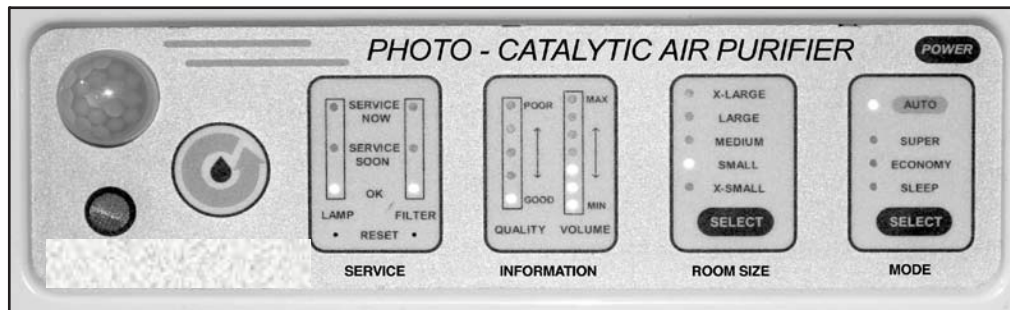 PHOTO - CATALYTIC AIR PURIFIER
POWER
SERVICE NOW
SERVICE SOON
OK
LAMP
FILTER
RESET
SERVICE
POOR
GOOD
QUALITY
MAX
MIN
VOLUME
INFORMATION
X-LARGE
LARGE
MEDIUM
SMALL
X-SMALL
SELECT
ROOM SIZE
AUTO
SUPER
ECONOMY
SLEEP
SELECT
MODE